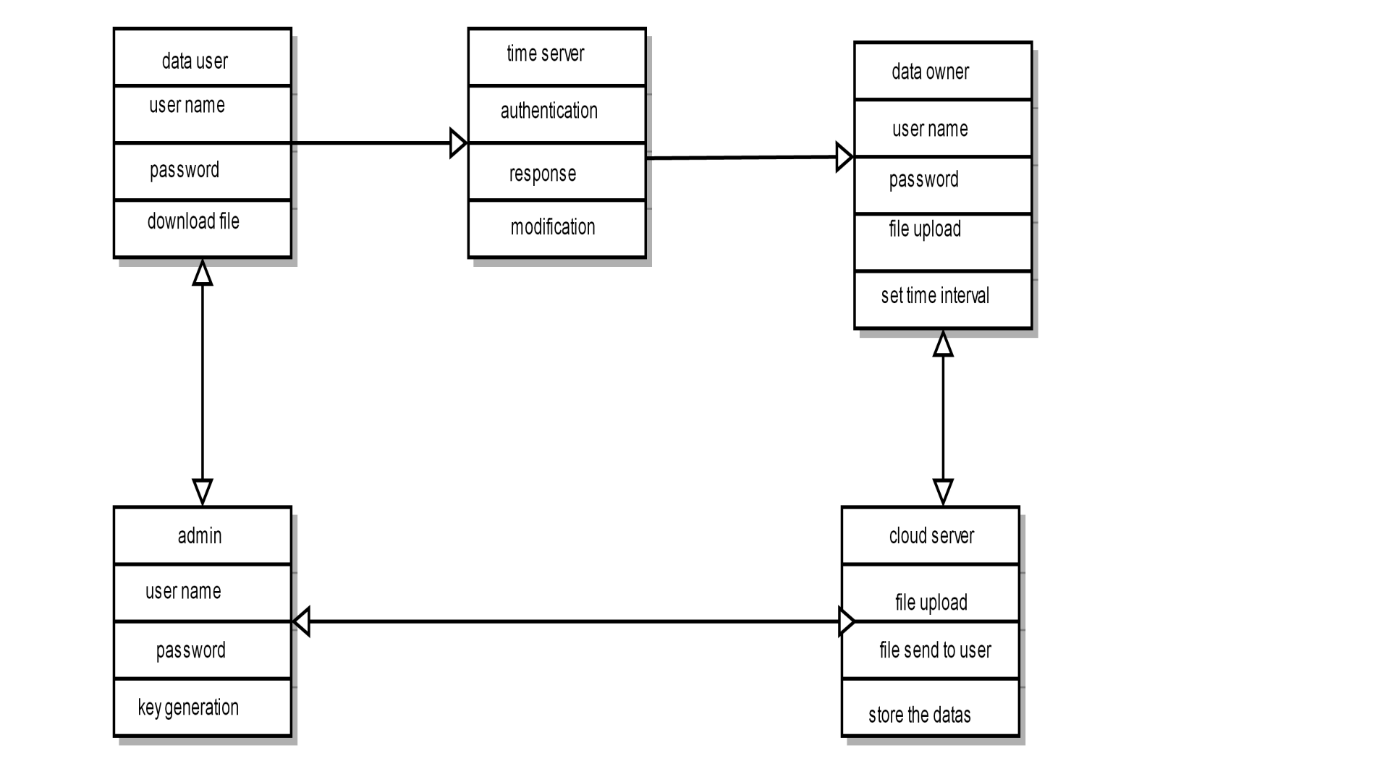 data user
user name
password
download file
time server
authentication
response
modification
data owner
user name
password
file upload
set time interval
admin
user name
password
key generation
cloud server
file upload
file send to user
store the datas